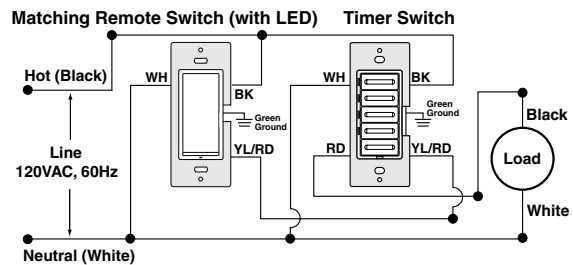 Matching Remote Switch (with LED)
Timer Switch
Hot (Black)
WH
BK
WH
BK
Green
Ground
Green
Ground
Black
Line
120VAC, 60Hz
YL/RD
RD
YL/RD
Load
White
Neutral (White)